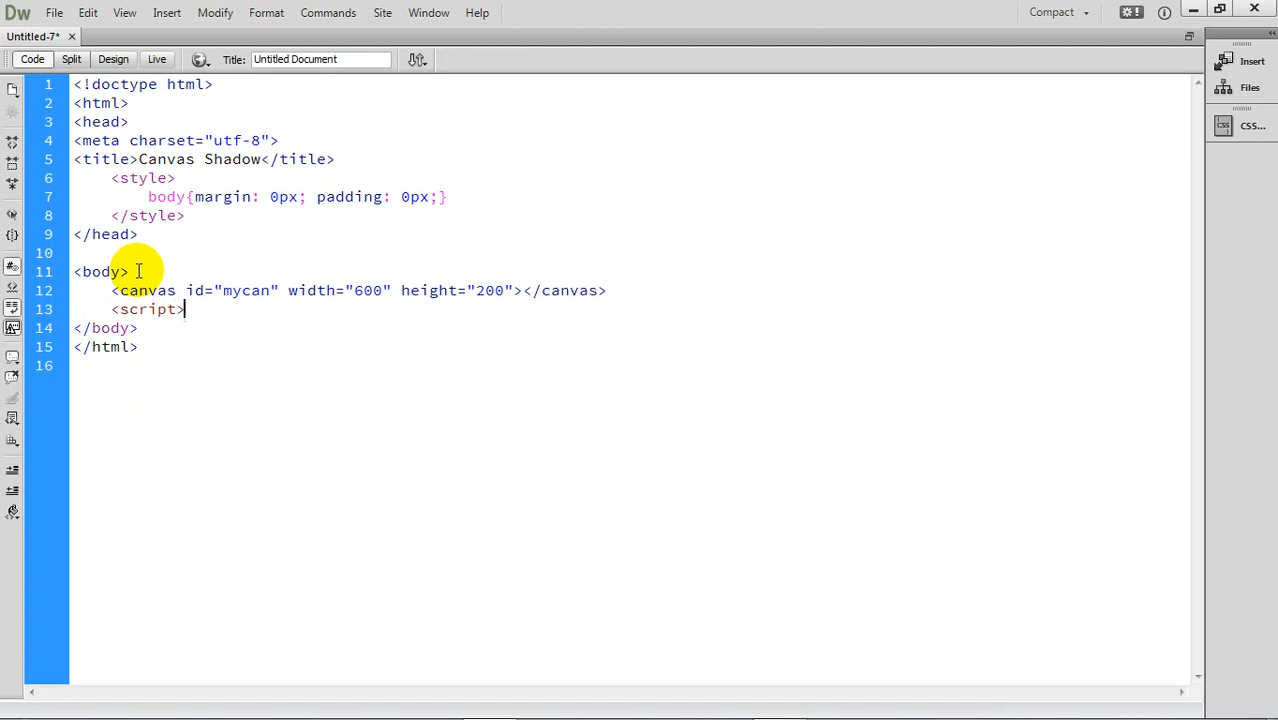 Dw File Edit View Insert Modify Format Commands Site Window Help Compact
Untitled-7* ×
Code Split Design Live Title: Untitled Document
Insert
Files
CSS...
1 <!doctype html>
2 <html>
3 <head>
4 <meta charset="utf-8">
5 <title>Canvas Shadow</title>
6 <style>
7 body{margin: 0px; padding: 0px;}
8 </style>
9 </head>
10
11 <body>
12 <canvas id="mycan" width="600" height="200"></canvas>
13 <script>
14 </body>
15 </html>
16